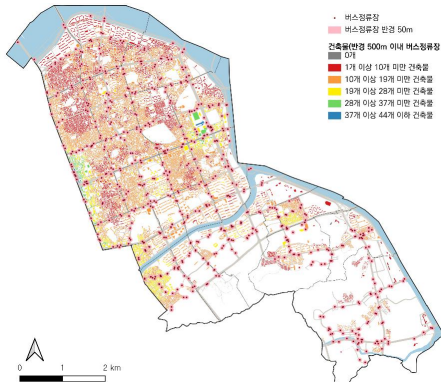 버스정류장
버스정류장 반경 50m
건축물(반경 500m 이내 버스정류장
0개
1개 이상 10개 미만 건축물
10개 이상 19개 미만 건축물
19개 이상 28개 미만 건축물
28개 이상 37개 미만 건축물
37개 이상 44개 이하 건축물
0 1 2 km